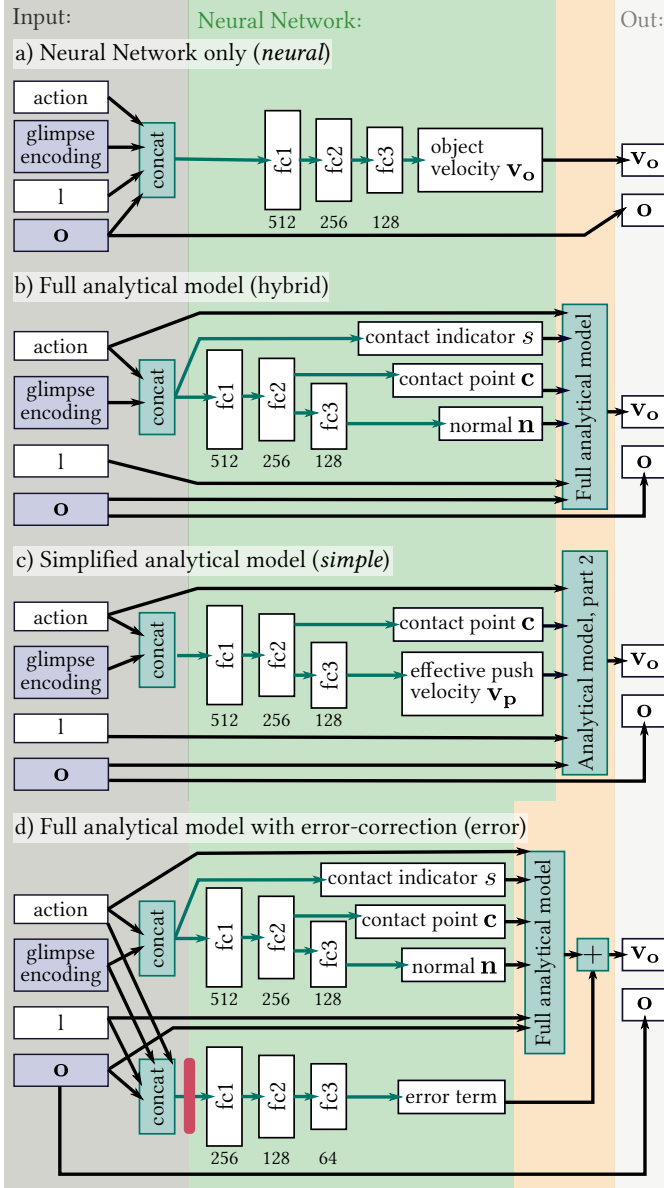 Input:
Neural Network:
Out:
a) Neural Network only (neural)
action
glimpse
encoding
l
o
concat
fc1
fc2
fc3
512
256
128
object
velocity vo
vo
o
b) Full analytical model (hybrid)
action
glimpse
encoding
l
o
concat
fc1
fc2
fc3
512
256
128
contact indicator s
contact point c
normal n
Full analytical model
vo
o
c) Simplified analytical model (simple)
action
glimpse
encoding
l
o
concat
fc1
fc2
fc3
512
256
128
contact point c
effective push
velocity vp
Analytical model, part 2
vo
o
d) Full analytical model with error-correction (error)
action
glimpse
encoding
l
o
concat
fc1
fc2
fc3
512
256
128
contact indicator s
contact point c
normal n
Full analytical model
+
vo
o
concat
fc1
fc2
fc3
256
128
64
error term